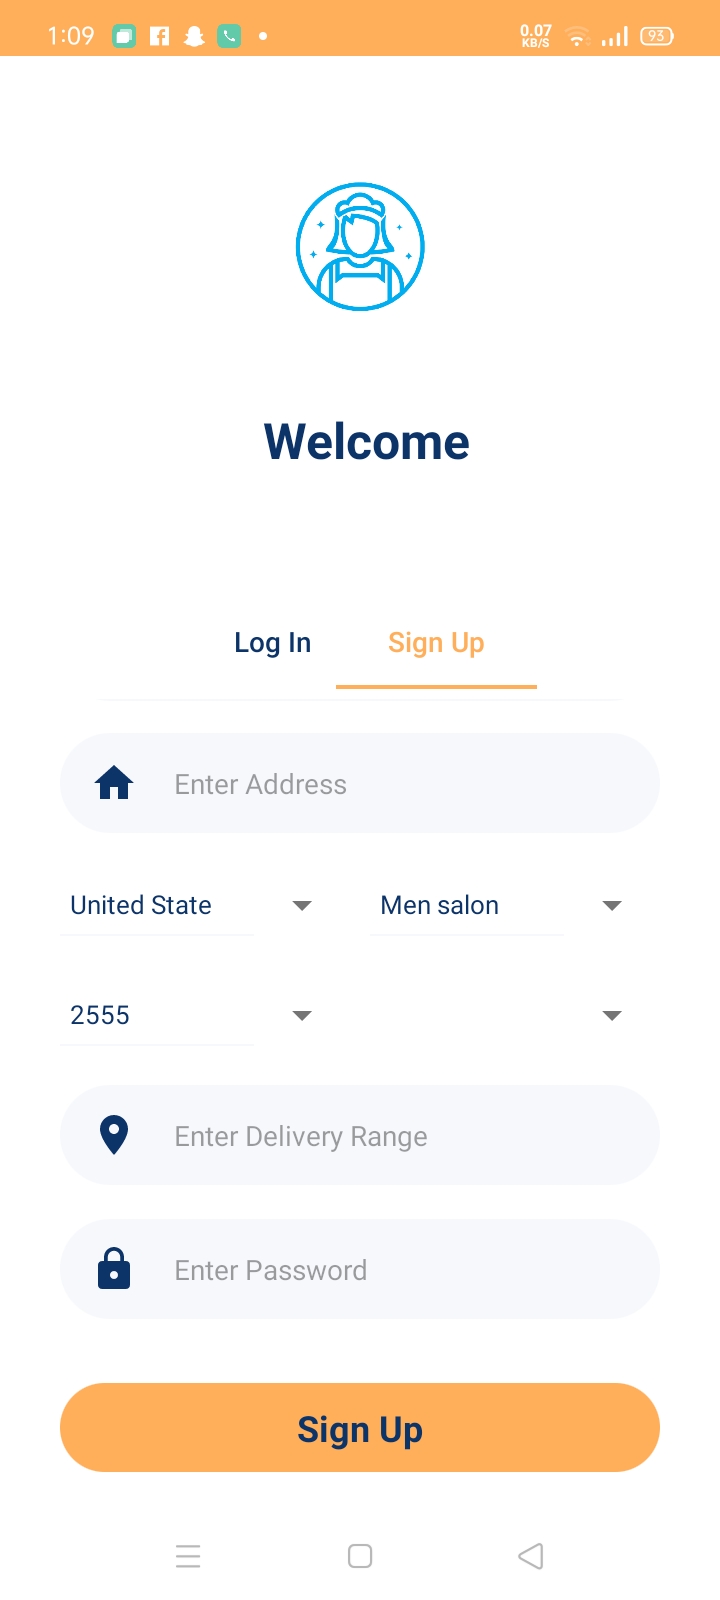 1:09 0.07 KB/S 93
Welcome
Log In Sign Up
Enter Address
United State Men salon
2555
Enter Delivery Range
Enter Password
Sign Up